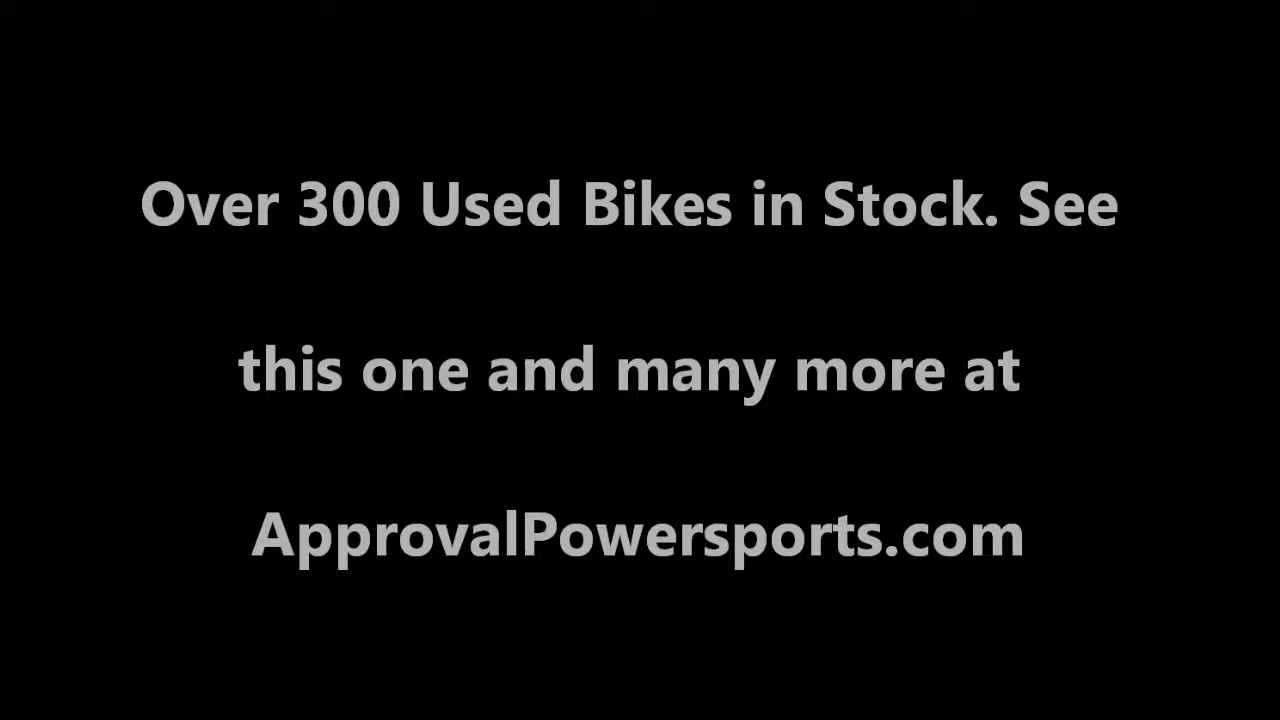 Over 300 Used Bikes in Stock. See
this one and many more at
ApprovalPowersports.com